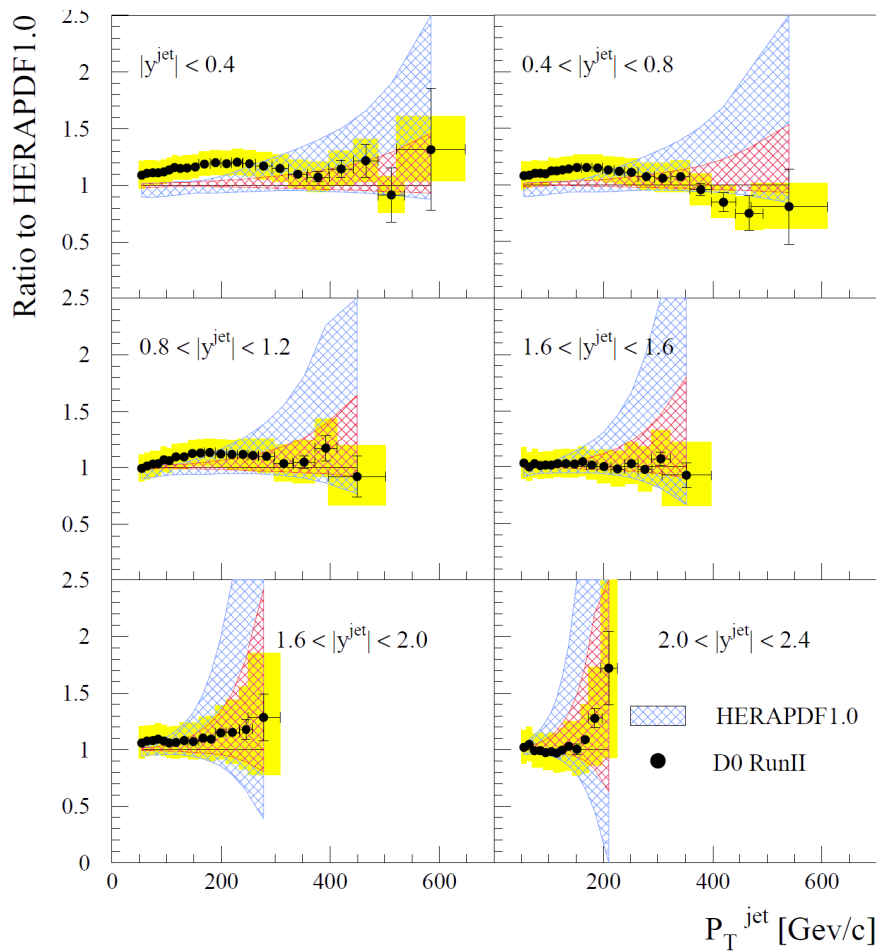 Ratio to HERAPDF1.0
2.5
2
1.5
1
0.5
|y^jet| < 0.4
0.4 < |y^jet| < 0.8
2.5
2
1.5
1
0.5
0.8 < |y^jet| < 1.2
1.6 < |y^jet| < 1.6
2.5
2
1.5
1
0.5
0
1.6 < |y^jet| < 2.0
2.0 < |y^jet| < 2.4
HERAPDF1.0
D0 RunII
0 200 400 600 200 400 600
P_T^jet [Gev/c]